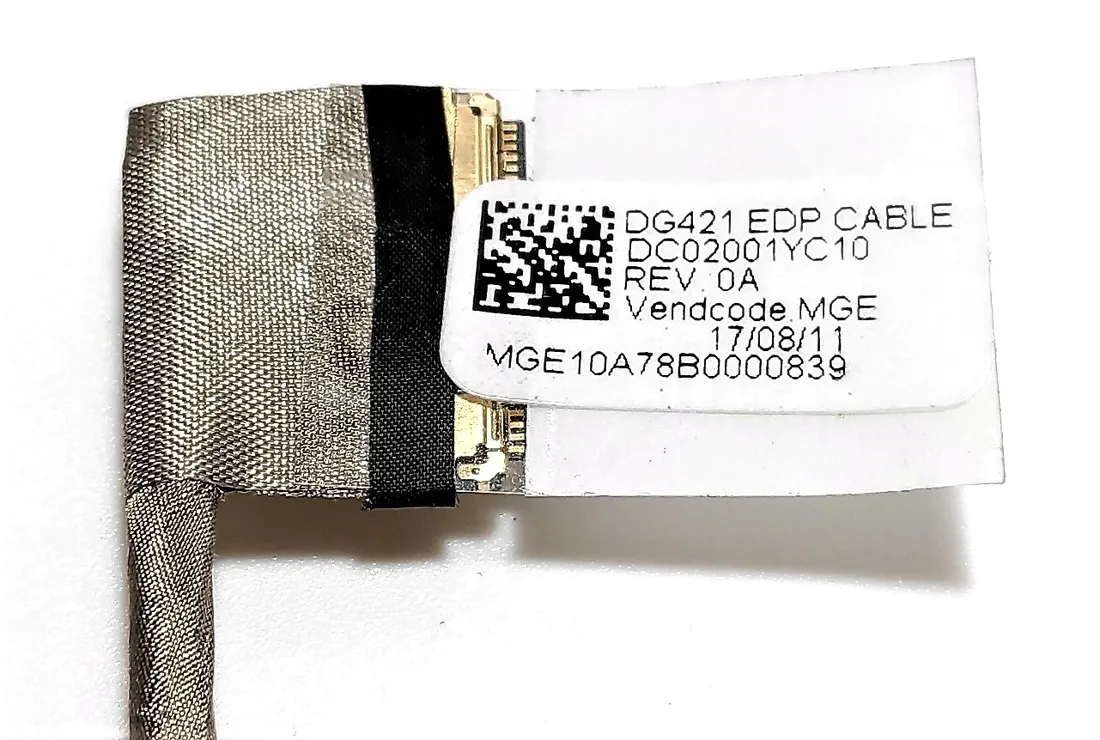 DG421 EDP CABLE
DC02001YC10
REV: 0A
Vendcode:MGE
17/08/11
MGE10A78B0000839